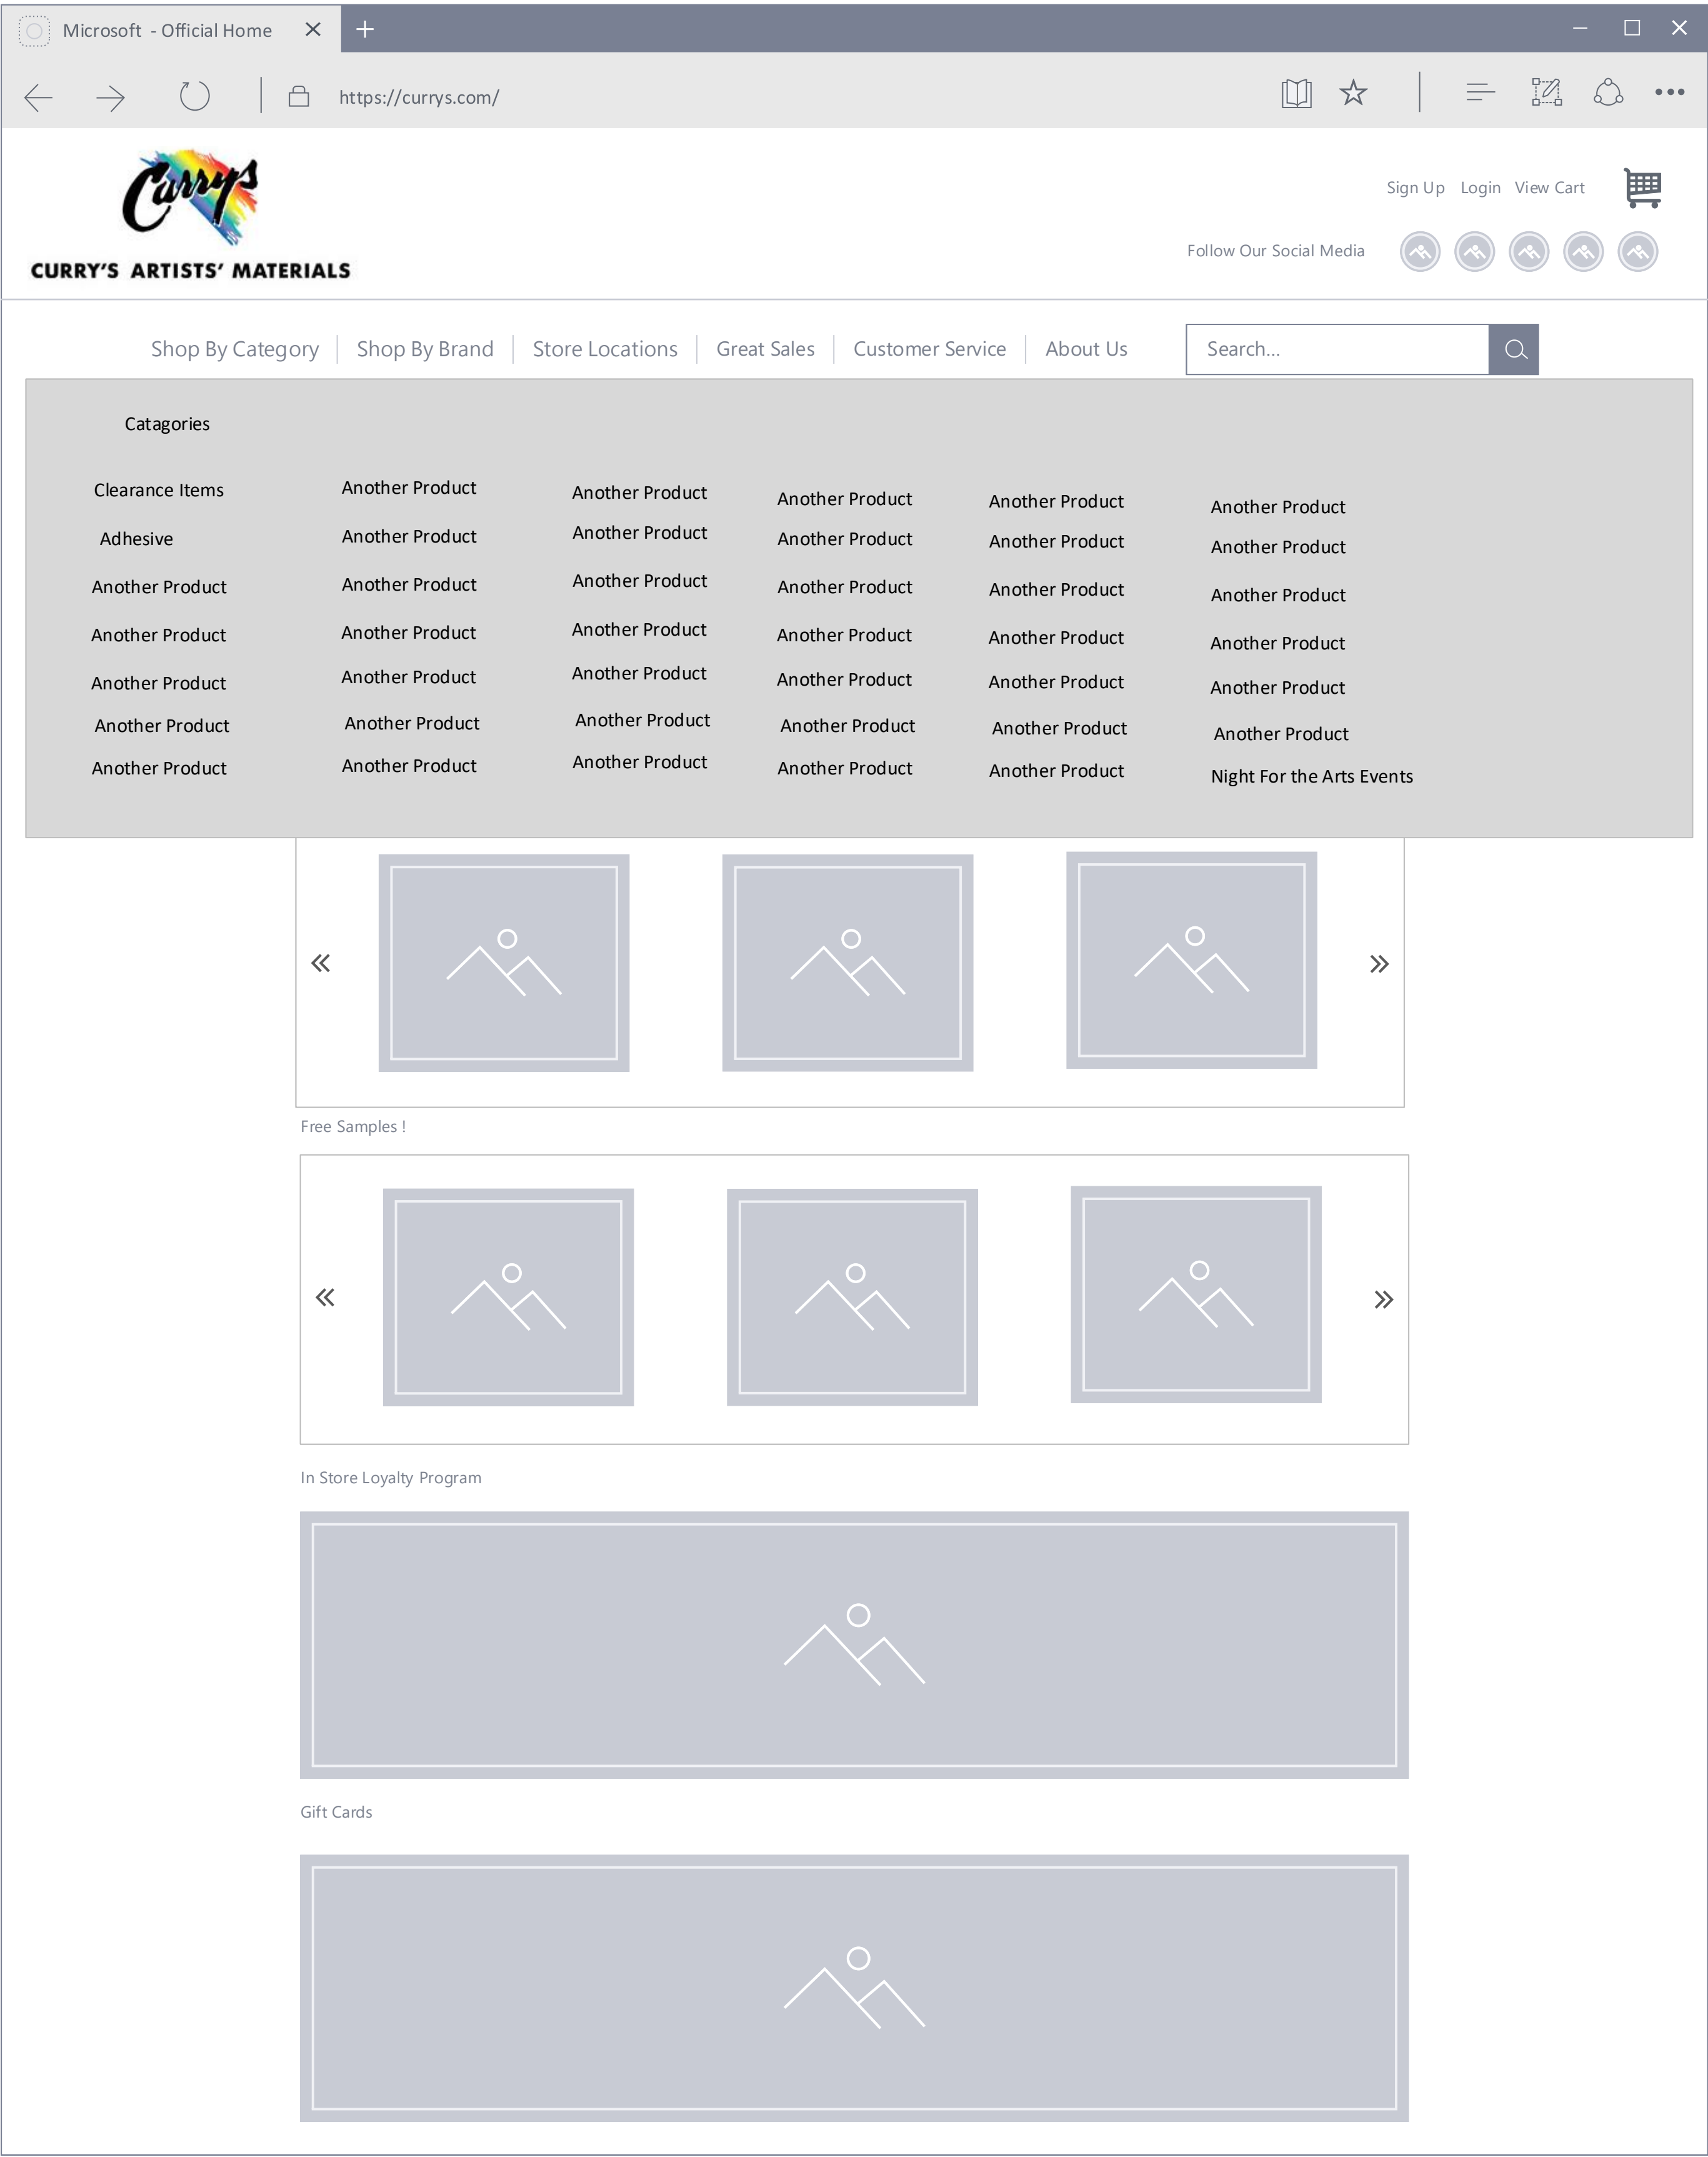 Microsoft - Official Home
https://currys.com/
Currys
CURRY'S ARTISTS' MATERIALS
Sign Up Login View Cart
Follow Our Social Media
Shop By Category Shop By Brand Store Locations Great Sales Customer Service About Us Search...
Catagories
Clearance Items Another Product Another Product Another Product Another Product Another Product
Adhesive Another Product Another Product Another Product Another Product Another Product
Another Product Another Product Another Product Another Product Another Product Another Product
Another Product Another Product Another Product Another Product Another Product Another Product
Another Product Another Product Another Product Another Product Another Product Another Product
Another Product Another Product Another Product Another Product Another Product Another Product
Another Product Another Product Another Product Another Product Another Product Night For the Arts Events
Free Samples !
In Store Loyalty Program
Gift Cards